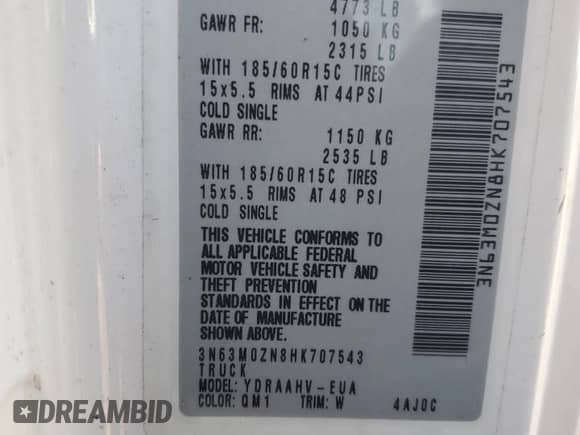 4773 LB
GAWR FR: 1050 KG
2315 LB
WITH 185/60R15C TIRES
15x5.5 RIMS AT 44PSI
COLD SINGLE
GAWR RR: 1150 KG
2535 LB
WITH 185/60R15C TIRES
15x5.5 RIMS AT 48 PSI
COLD SINGLE
THIS VEHICLE CONFORMS TO
ALL APPLICABLE FEDERAL
MOTOR VEHICLE SAFETY AND
THEFT PREVENTION
STANDARDS IN EFFECT ON THE
DATE OF MANUFACTURE
SHOWN ABOVE.
3N63M0ZN8HK707543
TRUCK
MODEL: YDRAAHV-EUA
COLOR: QM1 TRIM: W 4AJ0C
3N63M0ZN8HK707543
DREAMBID